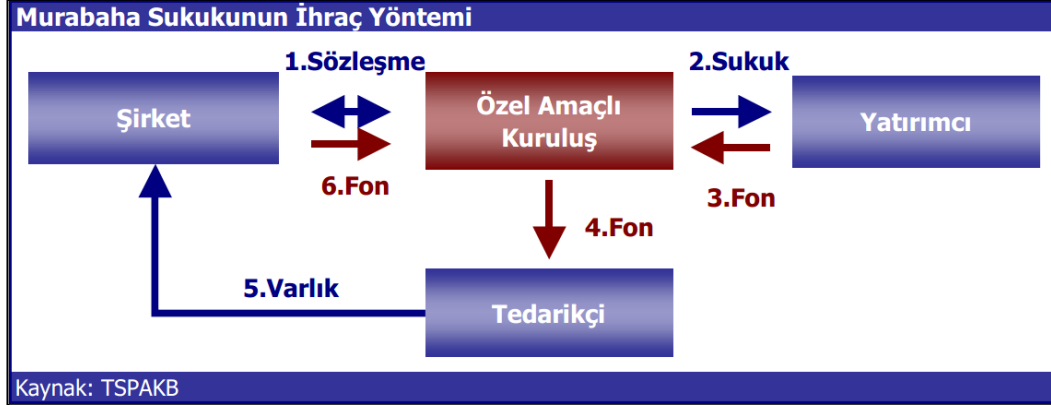 Murabaha Sukukunun İhraç Yöntemi
1.Sözleşme
2.Sukuk
Şirket
Özel Amaçlı
Kuruluş
Yatırımcı
6.Fon
3.Fon
4.Fon
5.Varlık
Tedarikçi
Kaynak: TSPAKB